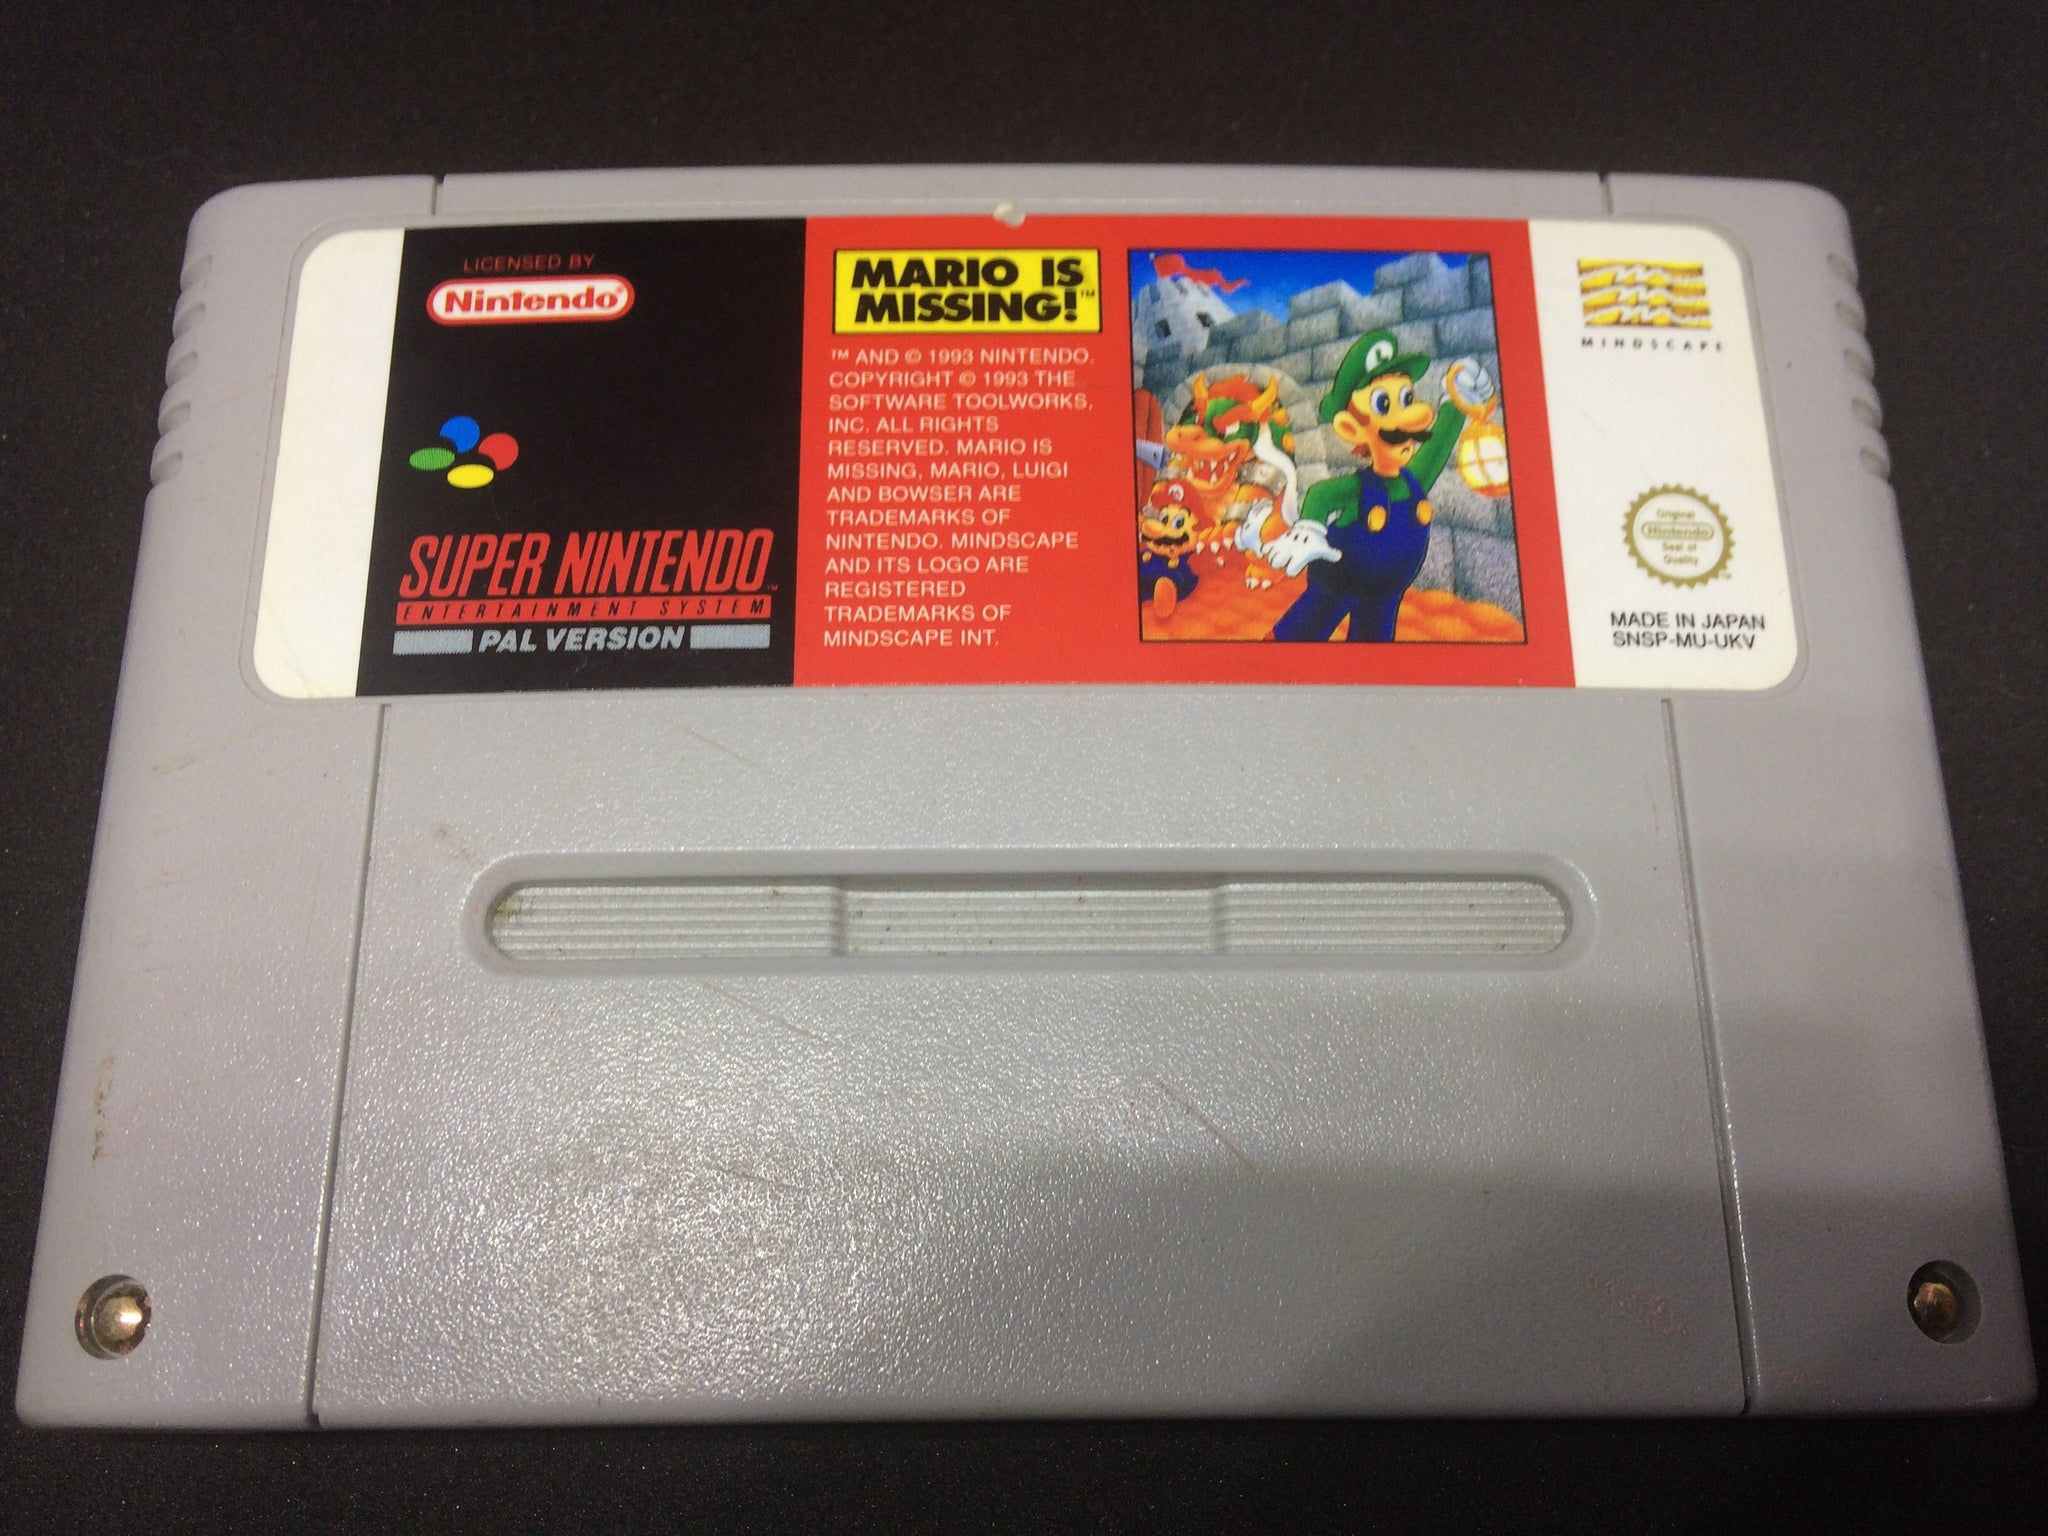 LICENSED BY
Nintendo®
SUPER NINTENDO™
ENTERTAINMENT SYSTEM
PAL VERSION
MARIO IS
MISSING!™
™ AND © 1993 NINTENDO.
COPYRIGHT © 1993 THE
SOFTWARE TOOLWORKS,
INC. ALL RIGHTS
RESERVED. MARIO IS
MISSING, MARIO, LUIGI
AND BOWSER ARE
TRADEMARKS OF
NINTENDO. MINDSCAPE
AND ITS LOGO ARE
REGISTERED
TRADEMARKS OF
MINDSCAPE INT.
L
M
MINDSCAPE
Original
Nintendo
Seal of
Quality
™
MADE IN JAPAN
SNSP-MU-UKV